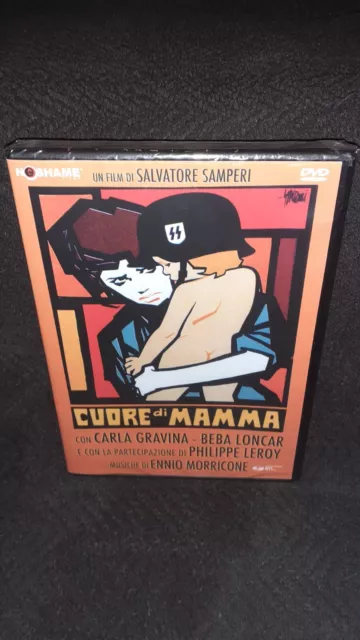 NOSHAME
UN FILM DI SALVATORE SAMPERI
DVD
SS
CUORE di MAMMA
CON CARLA GRAVINA - BEBA LONCAR
E CON LA PARTECIPAZIONE DI PHILIPPE LEROY
MUSICHE DI ENNIO MORRICONE